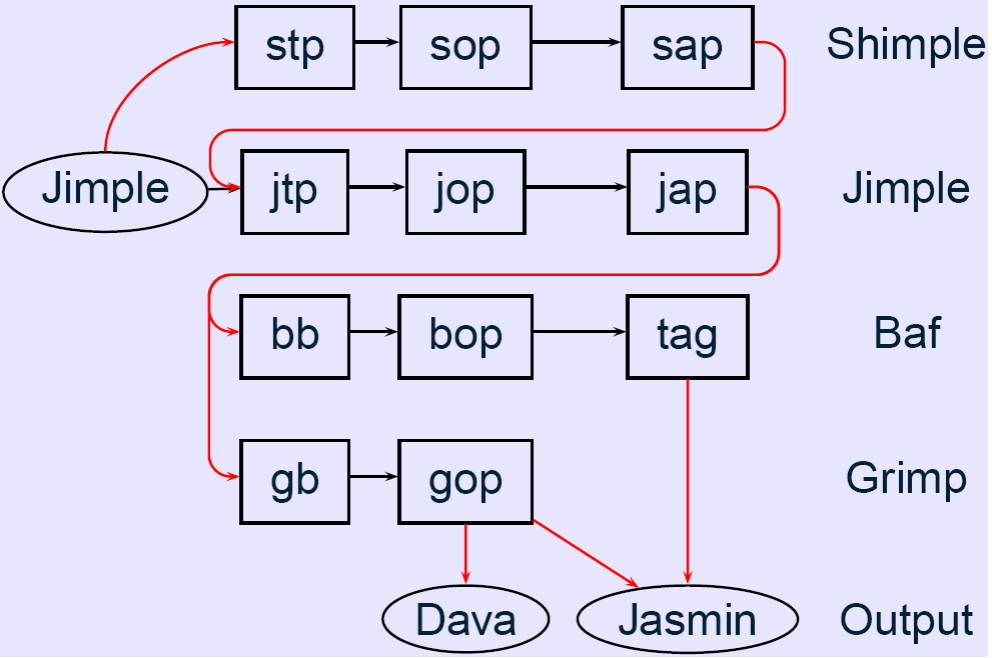 stp sop sap Shimple
Jimple jtp jop jap Jimple
bb bop tag Baf
gb gop Grimp
Dava Jasmin Output